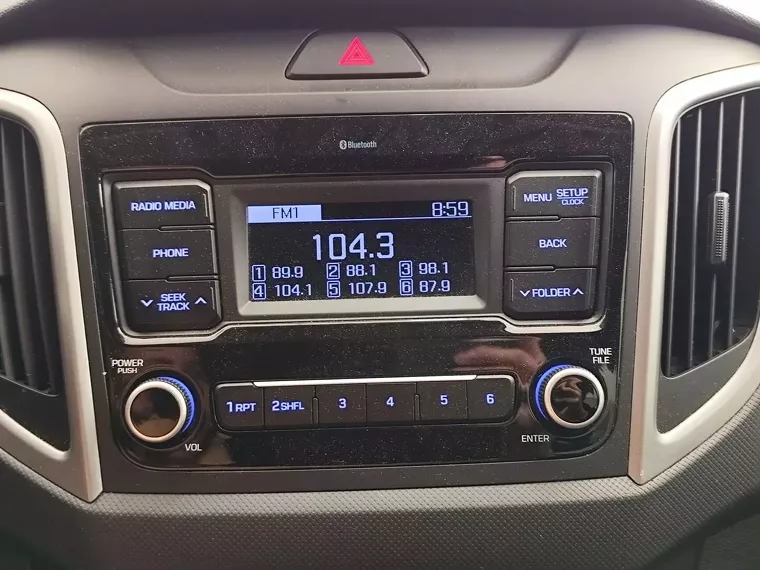 Bluetooth
RADIO MEDIA
PHONE
SEEK
TRACK
FM1 8:59
104.3
1 89.9 2 88.1 3 98.1
4 104.1 5 107.9 6 87.9
MENU SETUP
CLOCK
BACK
FOLDER
POWER
PUSH
VOL
1 RPT 2 SHFL 3 4 5 6
TUNE
FILE
ENTER